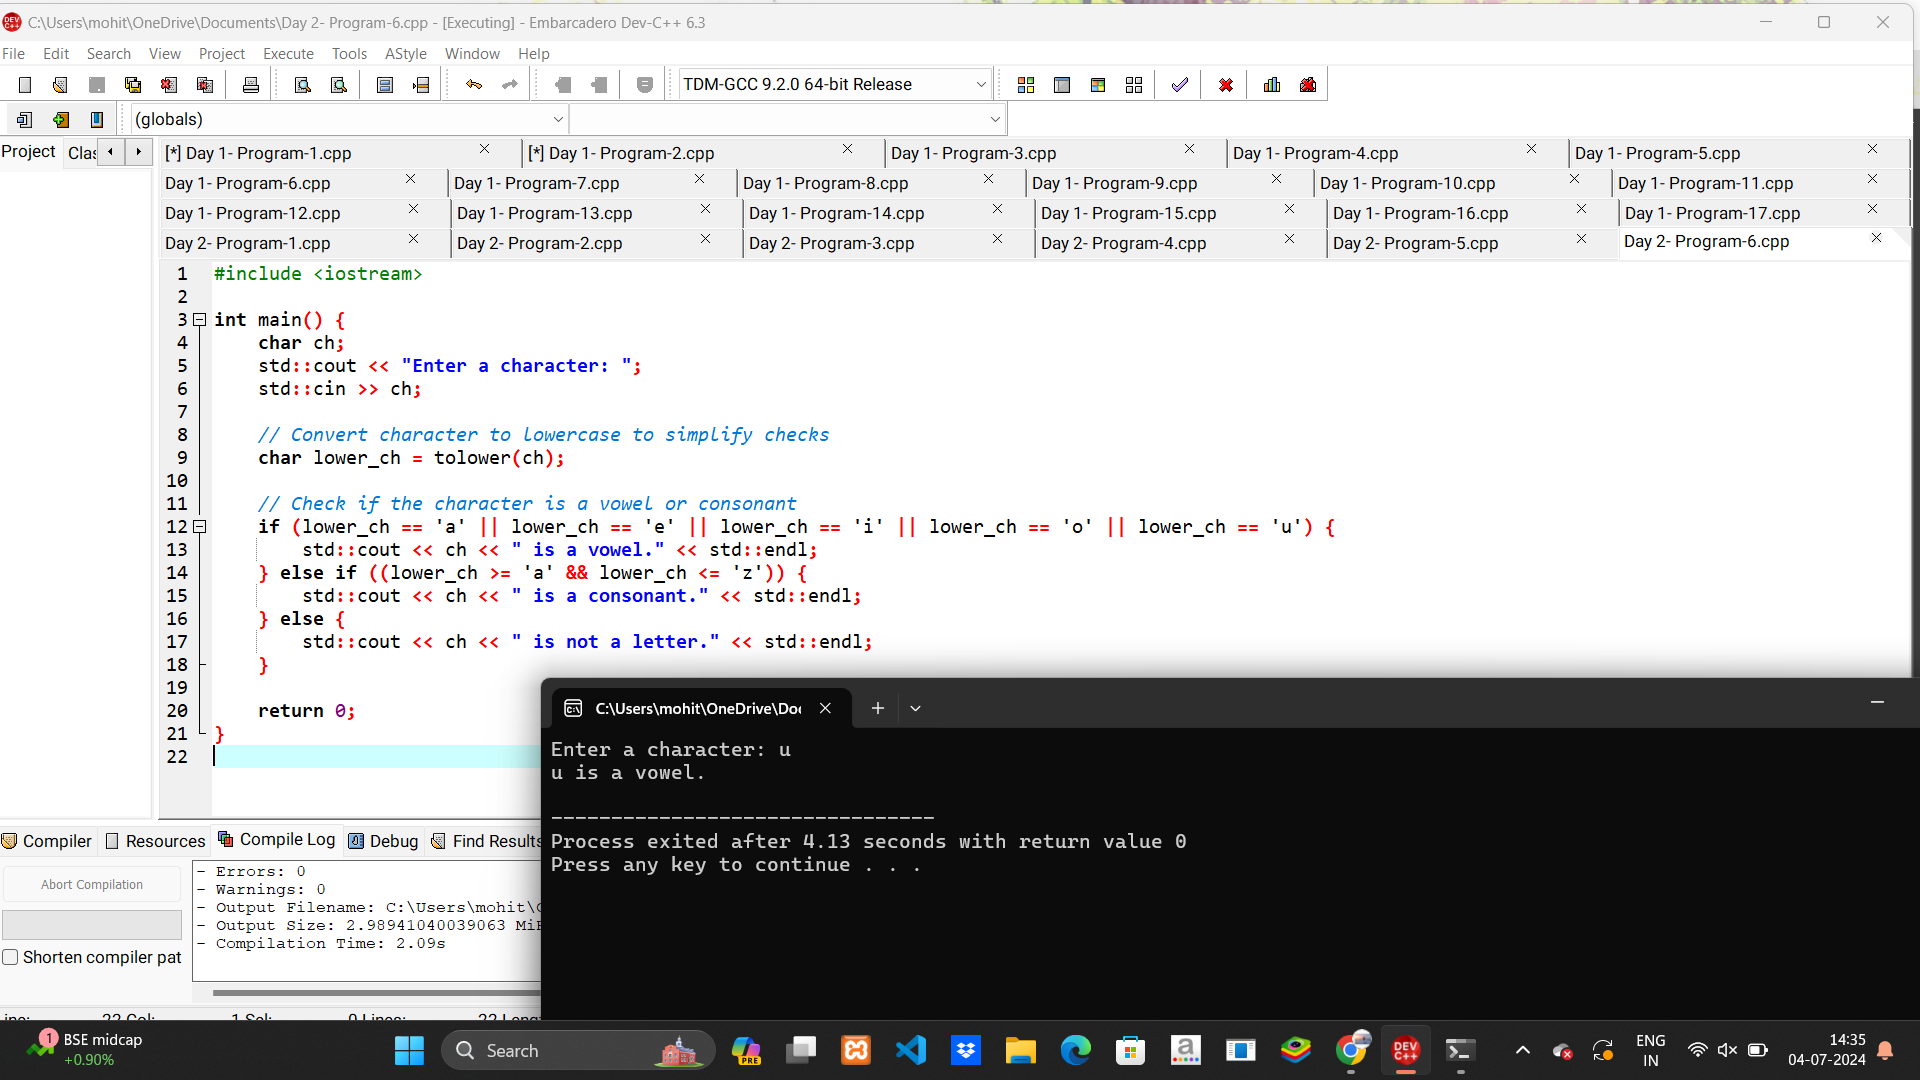 C:\Users\mohit\OneDrive\Documents\Day 2- Program-6.cpp - [Executing] - Embarcadero Dev-C++ 6.3
File Edit Search View Project Execute Tools AStyle Window Help
TDM-GCC 9.2.0 64-bit Release
(globals)
Project Clas
[*] Day 1- Program-1.cpp [*] Day 1- Program-2.cpp Day 1- Program-3.cpp Day 1- Program-4.cpp Day 1- Program-5.cpp
Day 1- Program-6.cpp Day 1- Program-7.cpp Day 1- Program-8.cpp Day 1- Program-9.cpp Day 1- Program-10.cpp Day 1- Program-11.cpp
Day 1- Program-12.cpp Day 1- Program-13.cpp Day 1- Program-14.cpp Day 1- Program-15.cpp Day 1- Program-16.cpp Day 1- Program-17.cpp
Day 2- Program-1.cpp Day 2- Program-2.cpp Day 2- Program-3.cpp Day 2- Program-4.cpp Day 2- Program-5.cpp Day 2- Program-6.cpp
1 #include <iostream>
2
3 int main() {
4 char ch;
5 std::cout << "Enter a character: ";
6 std::cin >> ch;
7
8 // Convert character to lowercase to simplify checks
9 char lower_ch = tolower(ch);
10
11 // Check if the character is a vowel or consonant
12 if (lower_ch == 'a' || lower_ch == 'e' || lower_ch == 'i' || lower_ch == 'o' || lower_ch == 'u') {
13 std::cout << ch << " is a vowel." << std::endl;
14 } else if ((lower_ch >= 'a' && lower_ch <= 'z')) {
15 std::cout << ch << " is a consonant." << std::endl;
16 } else {
17 std::cout << ch << " is not a letter." << std::endl;
18 }
19
20 return 0;
21 }
22
C:\Users\mohit\OneDrive\Doc
Enter a character: u
u is a vowel.
--------------------------------
Process exited after 4.13 seconds with return value 0
Press any key to continue . . .
Compiler Resources Compile Log Debug Find Results
Abort Compilation
Shorten compiler pat
- Errors: 0
- Warnings: 0
- Output Filename: C:\Users\mohit\
- Output Size: 2.98941040039063 MiB
- Compilation Time: 2.09s
1
BSE midcap
+0.90%
Search
PRE
DEV C++
ENG
IN
14:35
04-07-2024